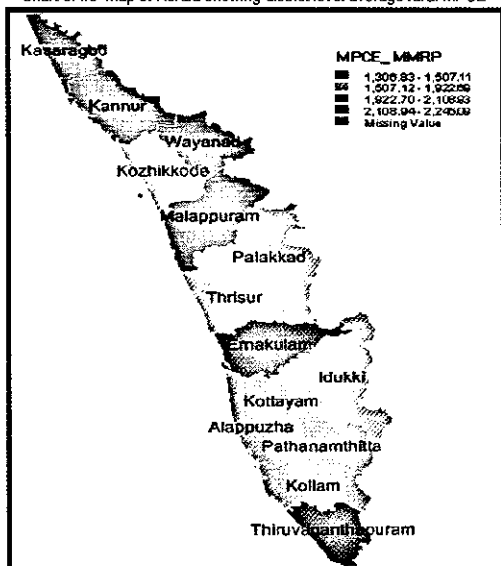 MPCE_MMRP
1,306.83 - 1,507.11
1,507.12 - 1,922.69
1,922.70 - 2,108.93
2,108.94 - 2,245.09
Missing Value
Kasaragod
Kannur
Wayanad
Kozhikkode
Malappuram
Palakkad
Thrisur
Ernakulam
Idukki
Kottayam
Alappuzha
Pathanamthitta
Kollam
Thiruvananthapuram